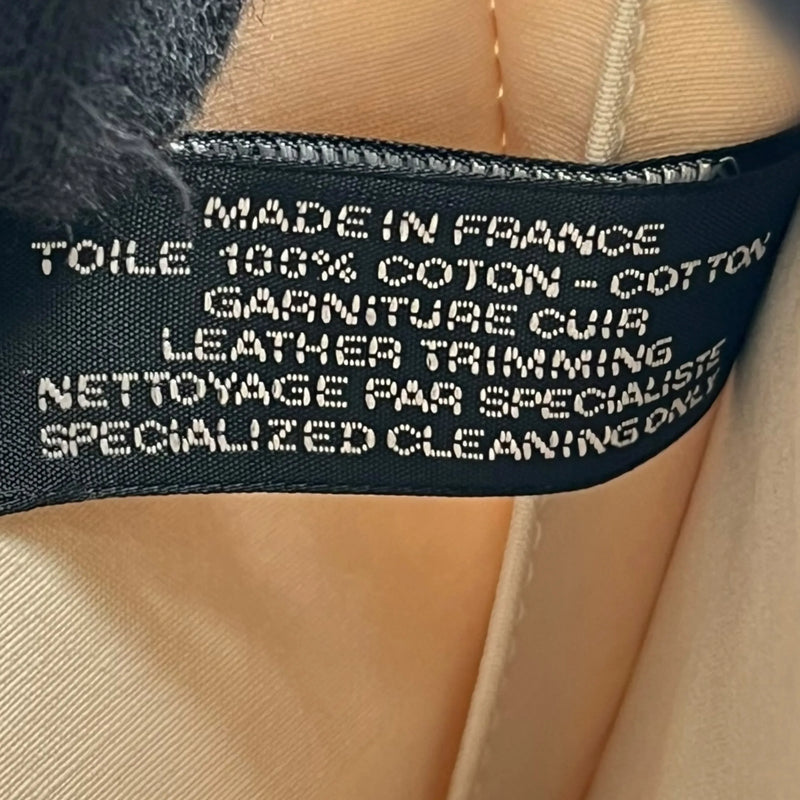 MADE IN FRANCE
TOILE 100% COTON - COTTON
GARNITURE CUIR
LEATHER TRIMMING
NETTOYAGE PAR SPECIALISTE
SPECIALIZED CLEANING ONLY